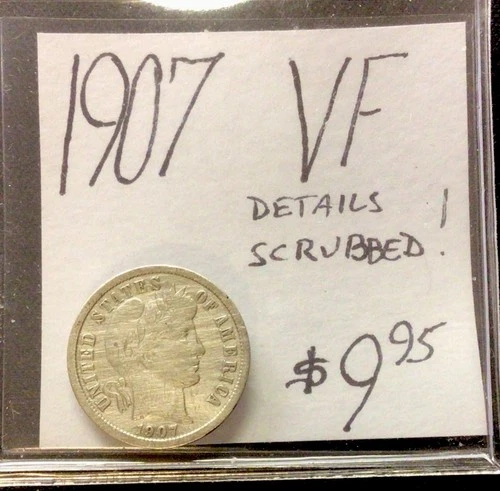 1907 VF
DETAILS
SCRUBBED!
$9.95
UNITED STATES OF AMERICA
1907